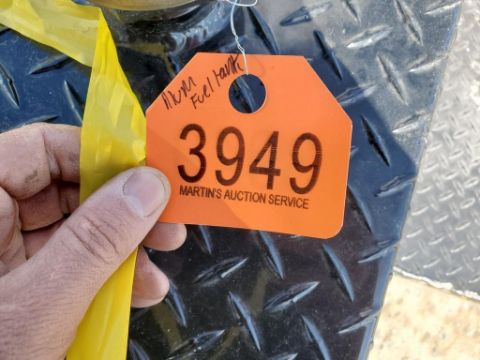 Fuel tank
3949
MARTIN'S AUCTION SERVICE